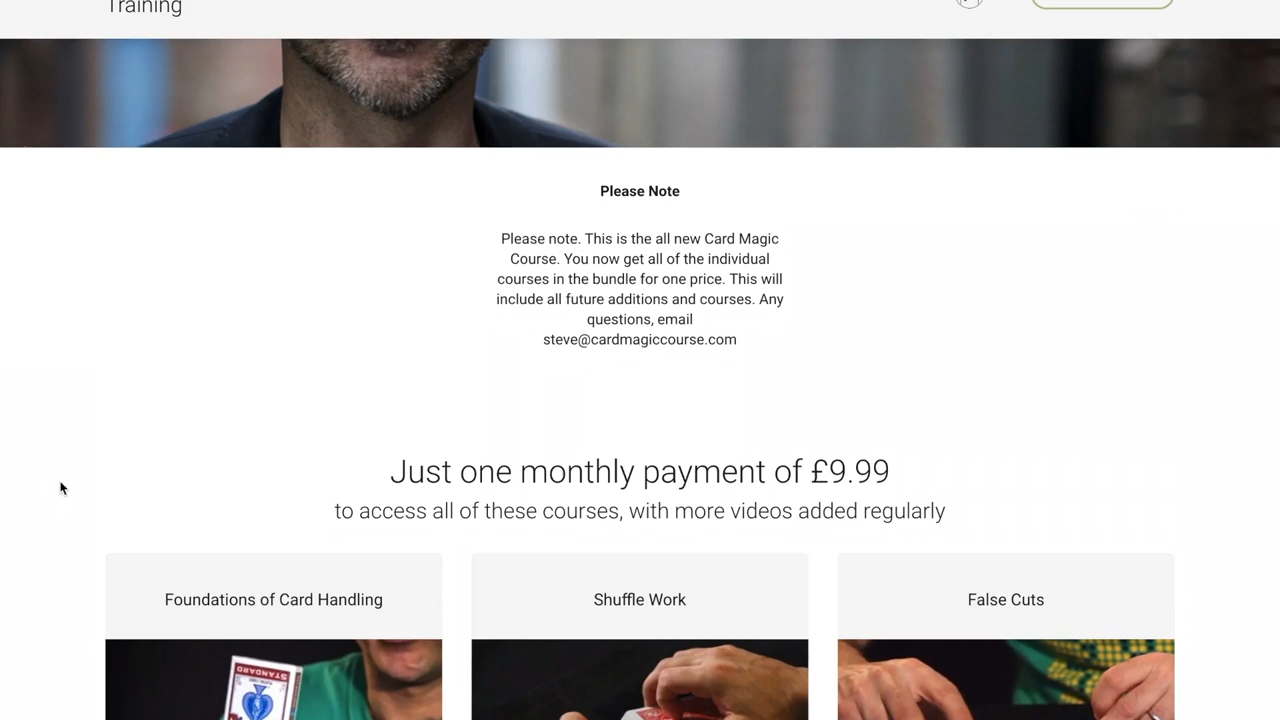 Training
Please Note
Please note. This is the all new Card Magic
Course. You now get all of the individual
courses in the bundle for one price. This will
include all future additions and courses. Any
questions, email
steve@cardmagiccourse.com
Just one monthly payment of £9.99
to access all of these courses, with more videos added regularly
Foundations of Card Handling
Shuffle Work
False Cuts
STANDARD